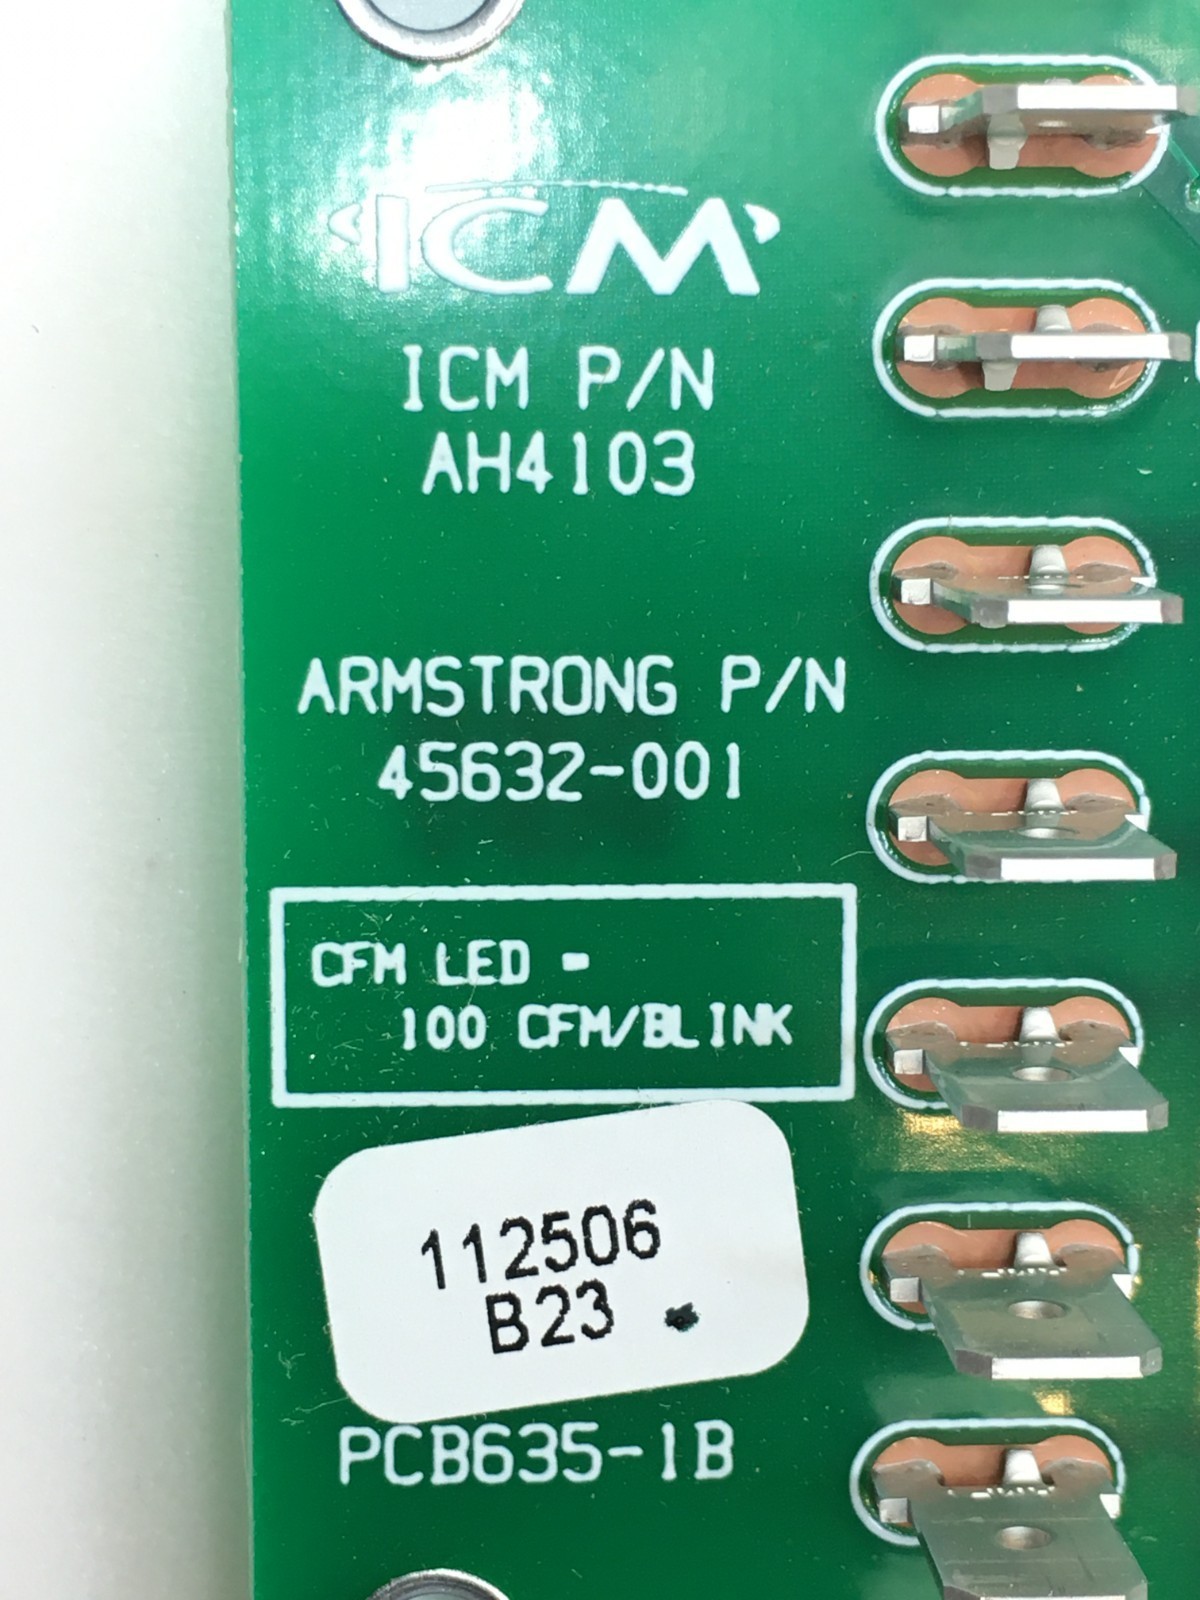 ICM
ICM P/N
AH4103
ARMSTRONG P/N
45632-001
CFM LED -
100 CFM/BLINK
112506
B23
PCB635-1B